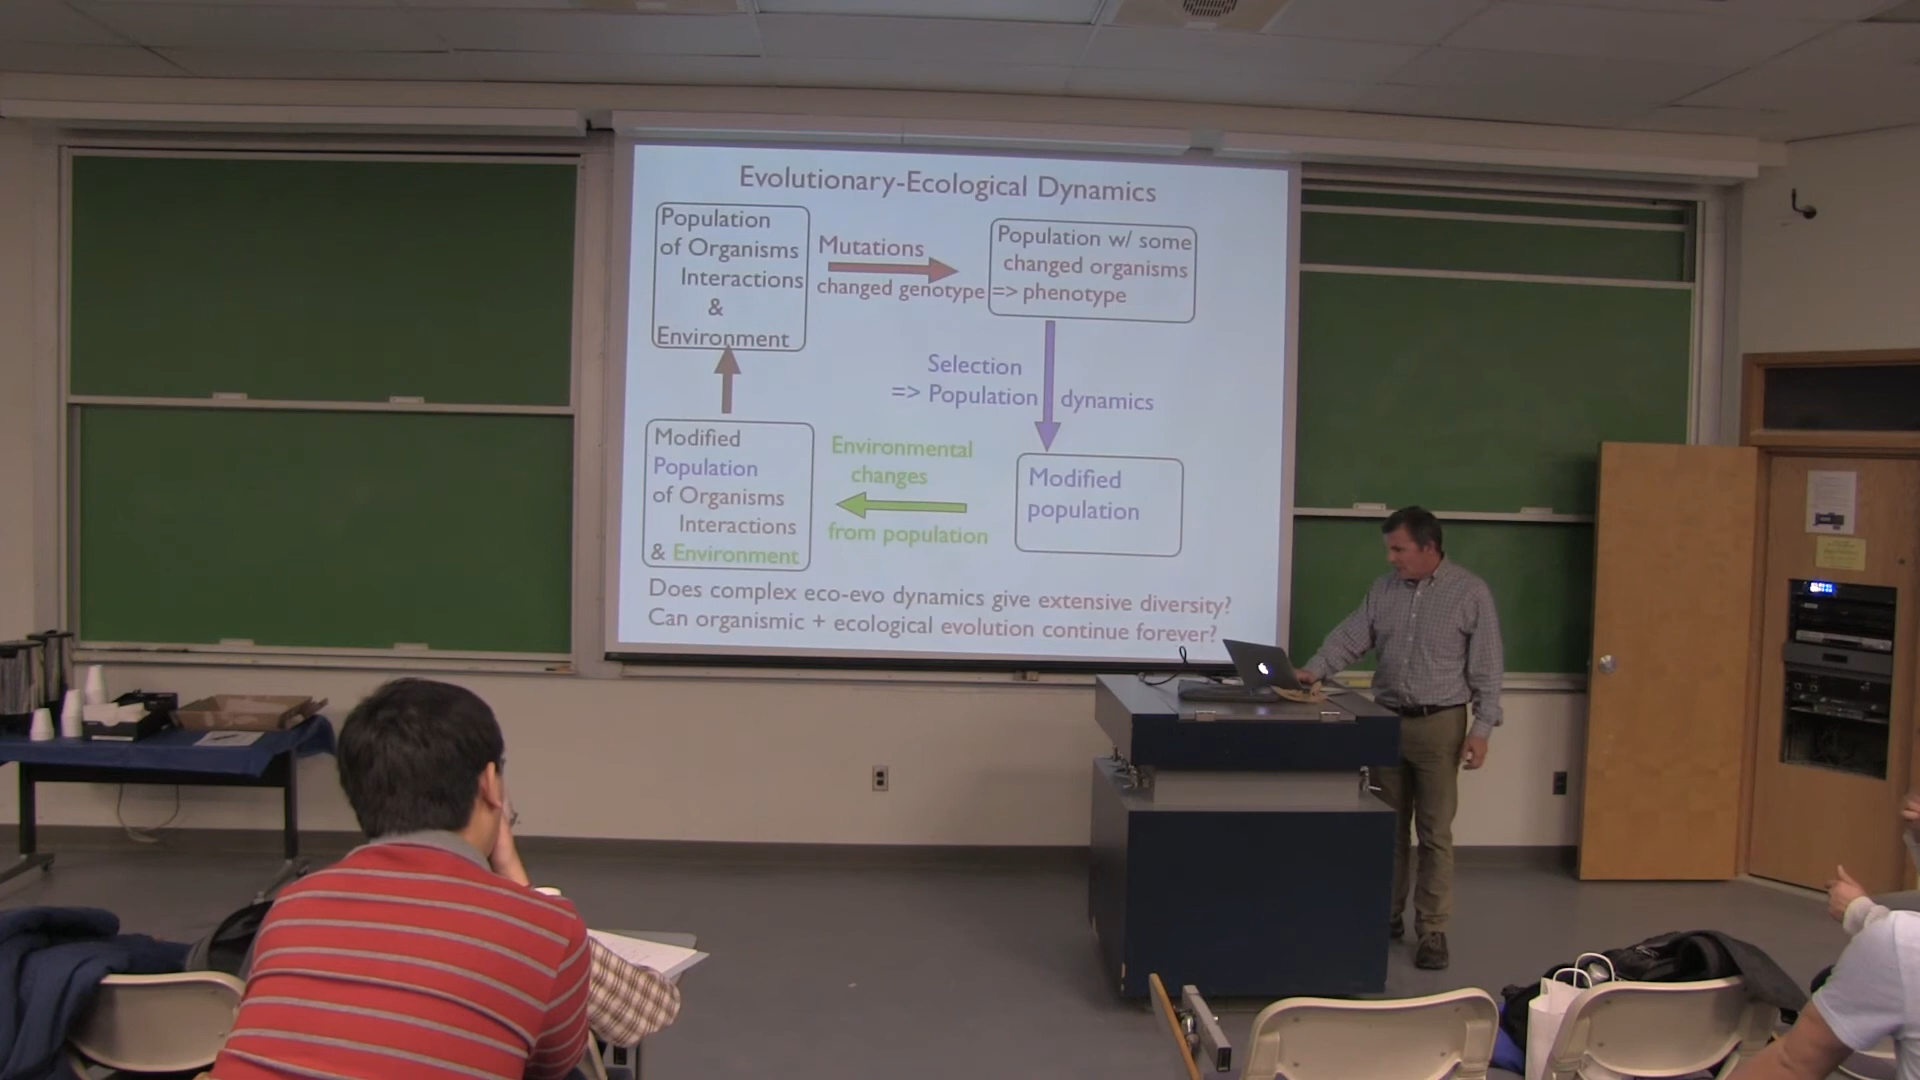 Evolutionary-Ecological Dynamics
Population
of Organisms
Interactions
&
Environment
Mutations
changed genotype
Population w/ some
changed organisms
=> phenotype
Selection
=> Population dynamics
Modified
population
Environmental
changes
from population
Modified
Population
of Organisms
Interactions
& Environment
Does complex eco-evo dynamics give extensive diversity?
Can organismic + ecological evolution continue forever?